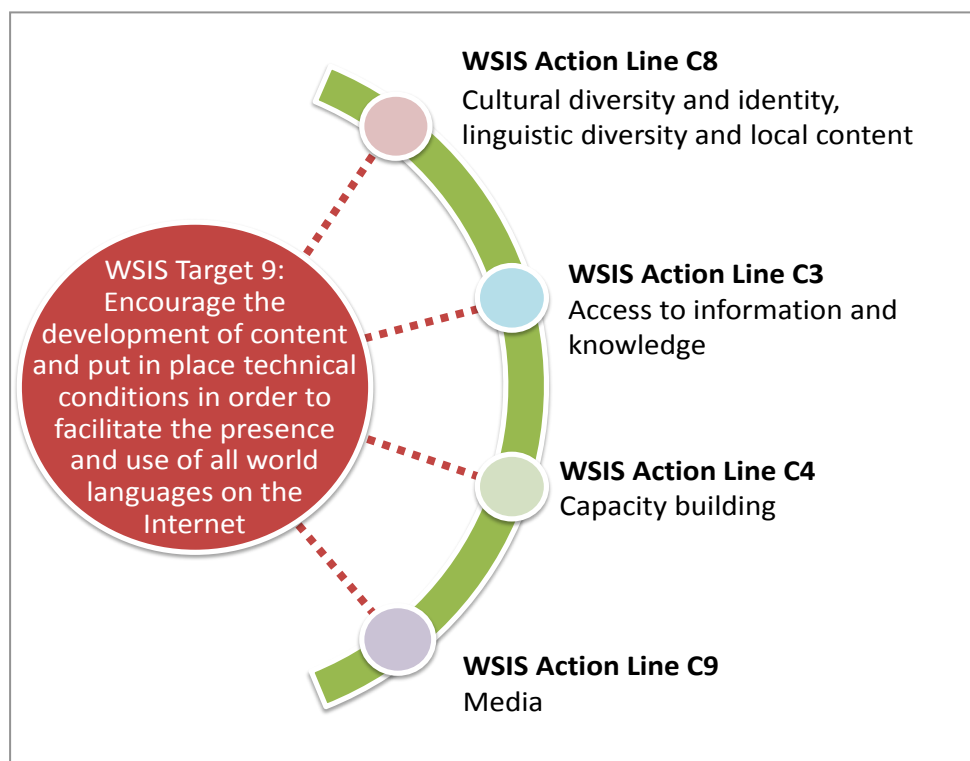 WSIS Action Line C8
Cultural diversity and identity,
linguistic diversity and local content
WSIS Target 9:
Encourage the
development of content
and put in place technical
conditions in order to
facilitate the presence
and use of all world
languages on the
Internet
WSIS Action Line C3
Access to information and
knowledge
WSIS Action Line C4
Capacity building
WSIS Action Line C9
Media